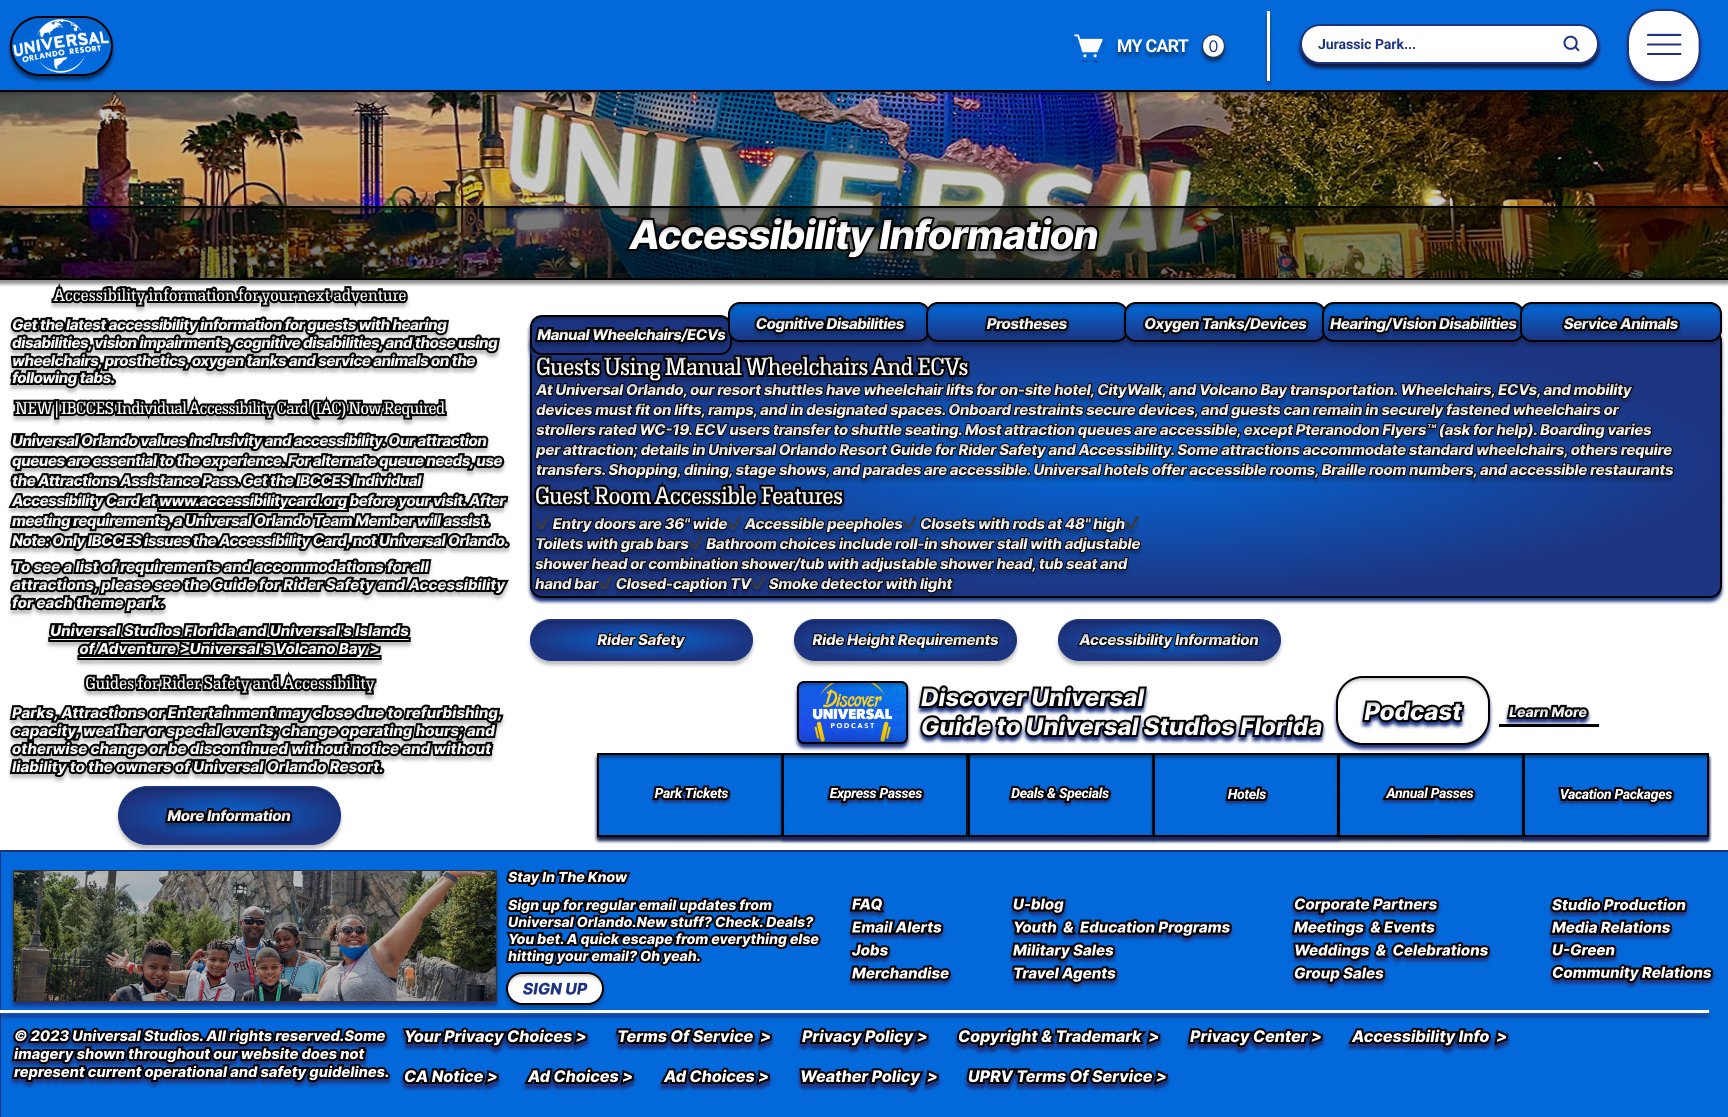 UNIVERSAL
ORLANDO RESORT
MY CART 0
Jurassic Park...
UNIVERSAL
Accessibility Information
Accessibility information for your next adventure
Get the latest accessibility information for guests with hearing
disabilities, vision impairments, cognitive disabilities, and those using
wheelchairs, prosthetics, oxygen tanks and service animals on the
following tabs.
NEW | IBCCES Individual Accessibility Card (IAC) Now Required
Universal Orlando values inclusivity and accessibility. Our attraction
queues are essential to the experience. For alternate queue needs, use
the Attractions Assistance Pass. Get the IBCCES Individual
Accessibility Card at www.accessibilitycard.org before your visit. After
meeting requirements, a Universal Orlando Team Member will assist.
Note: Only IBCCES issues the Accessibility Card, not Universal Orlando.
To see a list of requirements and accommodations for all
attractions, please see the Guide for Rider Safety and Accessibility
for each theme park.
Universal Studios Florida and Universal's Islands
of Adventure >Universal's Volcano Bay >
Guides for Rider Safety and Accessibility
Parks, Attractions or Entertainment may close due to refurbishing,
capacity, weather or special events; change operating hours; and
otherwise change or be discontinued without notice and without
liability to the owners of Universal Orlando Resort.
More Information
Manual Wheelchairs/ECVs
Cognitive Disabilities
Prostheses
Oxygen Tanks/Devices
Hearing/Vision Disabilities
Service Animals
Guests Using Manual Wheelchairs And ECVs
At Universal Orlando, our resort shuttles have wheelchair lifts for on-site hotel, CityWalk, and Volcano Bay transportation. Wheelchairs, ECVs, and mobility
devices must fit on lifts, ramps, and in designated spaces. Onboard restraints secure devices, and guests can remain in securely fastened wheelchairs or
strollers rated WC-19. ECV users transfer to shuttle seating. Most attraction queues are accessible, except Pteranodon Flyers™ (ask for help). Boarding varies
per attraction; details in Universal Orlando Resort Guide for Rider Safety and Accessibility. Some attractions accommodate standard wheelchairs, others require
transfers. Shopping, dining, stage shows, and parades are accessible. Universal hotels offer accessible rooms, Braille room numbers, and accessible restaurants
Guest Room Accessible Features
✓ Entry doors are 36" wide✓ Accessible peepholes✓ Closets with rods at 48" high✓
Toilets with grab bars✓ Bathroom choices include roll-in shower stall with adjustable
shower head or combination shower/tub with adjustable shower head, tub seat and
hand bar✓ Closed-caption TV✓ Smoke detector with light
Rider Safety
Ride Height Requirements
Accessibility Information
Discover
UNIVERSAL
PODCAST
Discover Universal
Guide to Universal Studios Florida
Podcast
Learn More
Park Tickets
Express Passes
Deals & Specials
Hotels
Annual Passes
Vacation Packages
Stay In The Know
Sign up for regular email updates from
Universal Orlando.New stuff? Check. Deals?
You bet. A quick escape from everything else
hitting your email? Oh yeah.
SIGN UP
FAQ
Email Alerts
Jobs
Merchandise
U-blog
Youth & Education Programs
Military Sales
Travel Agents
Corporate Partners
Meetings & Events
Weddings & Celebrations
Group Sales
Studio Production
Media Relations
U-Green
Community Relations
© 2023 Universal Studios. All rights reserved.Some
imagery shown throughout our website does not
represent current operational and safety guidelines.
Your Privacy Choices > Terms Of Service > Privacy Policy > Copyright & Trademark > Privacy Center > Accessibility Info >
CA Notice > Ad Choices > Ad Choices > Weather Policy > UPRV Terms Of Service >